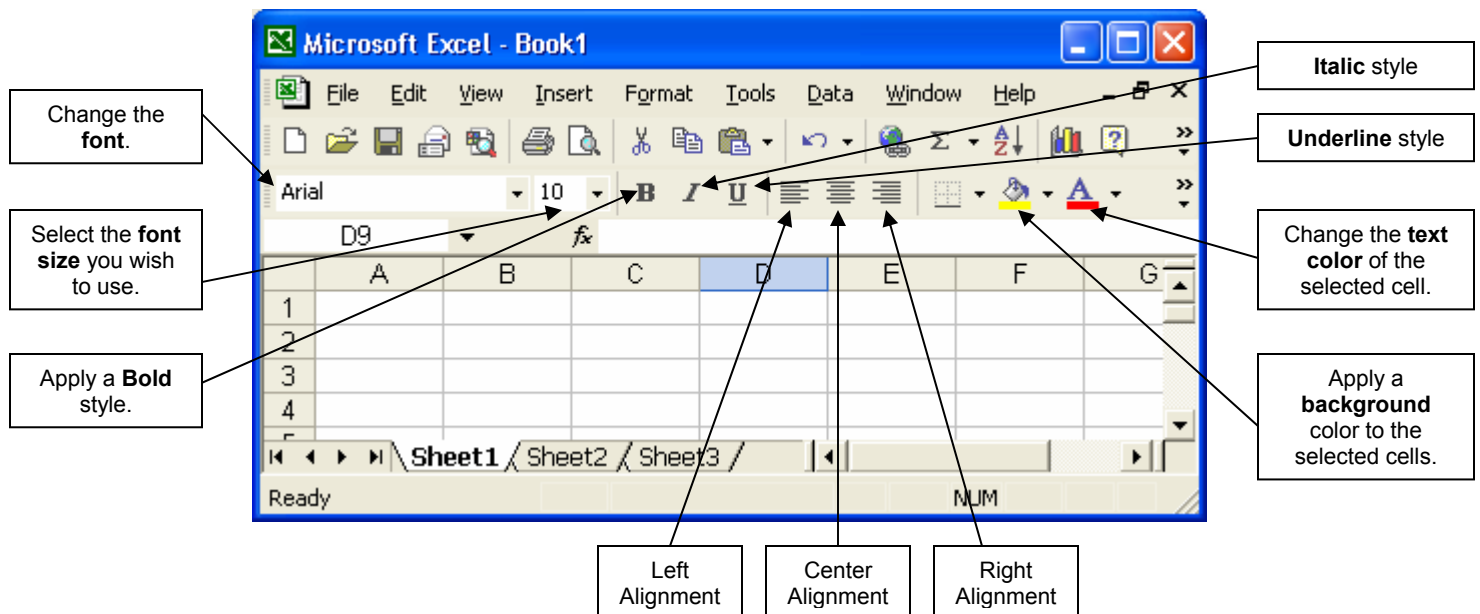 Microsoft Excel - Book1
File Edit View Insert Format Tools Data Window Help
Arial 10 B I U A
D9 fx
A B C D E F G
1
2
3
4
5
Sheet1 Sheet2 Sheet3
Ready NUM
Change the
font.
Select the font
size you wish
to use.
Apply a Bold
style.
Italic style
Underline style
Change the text
color of the
selected cell.
Apply a
background
color to the
selected cells.
Left
Alignment
Center
Alignment
Right
Alignment